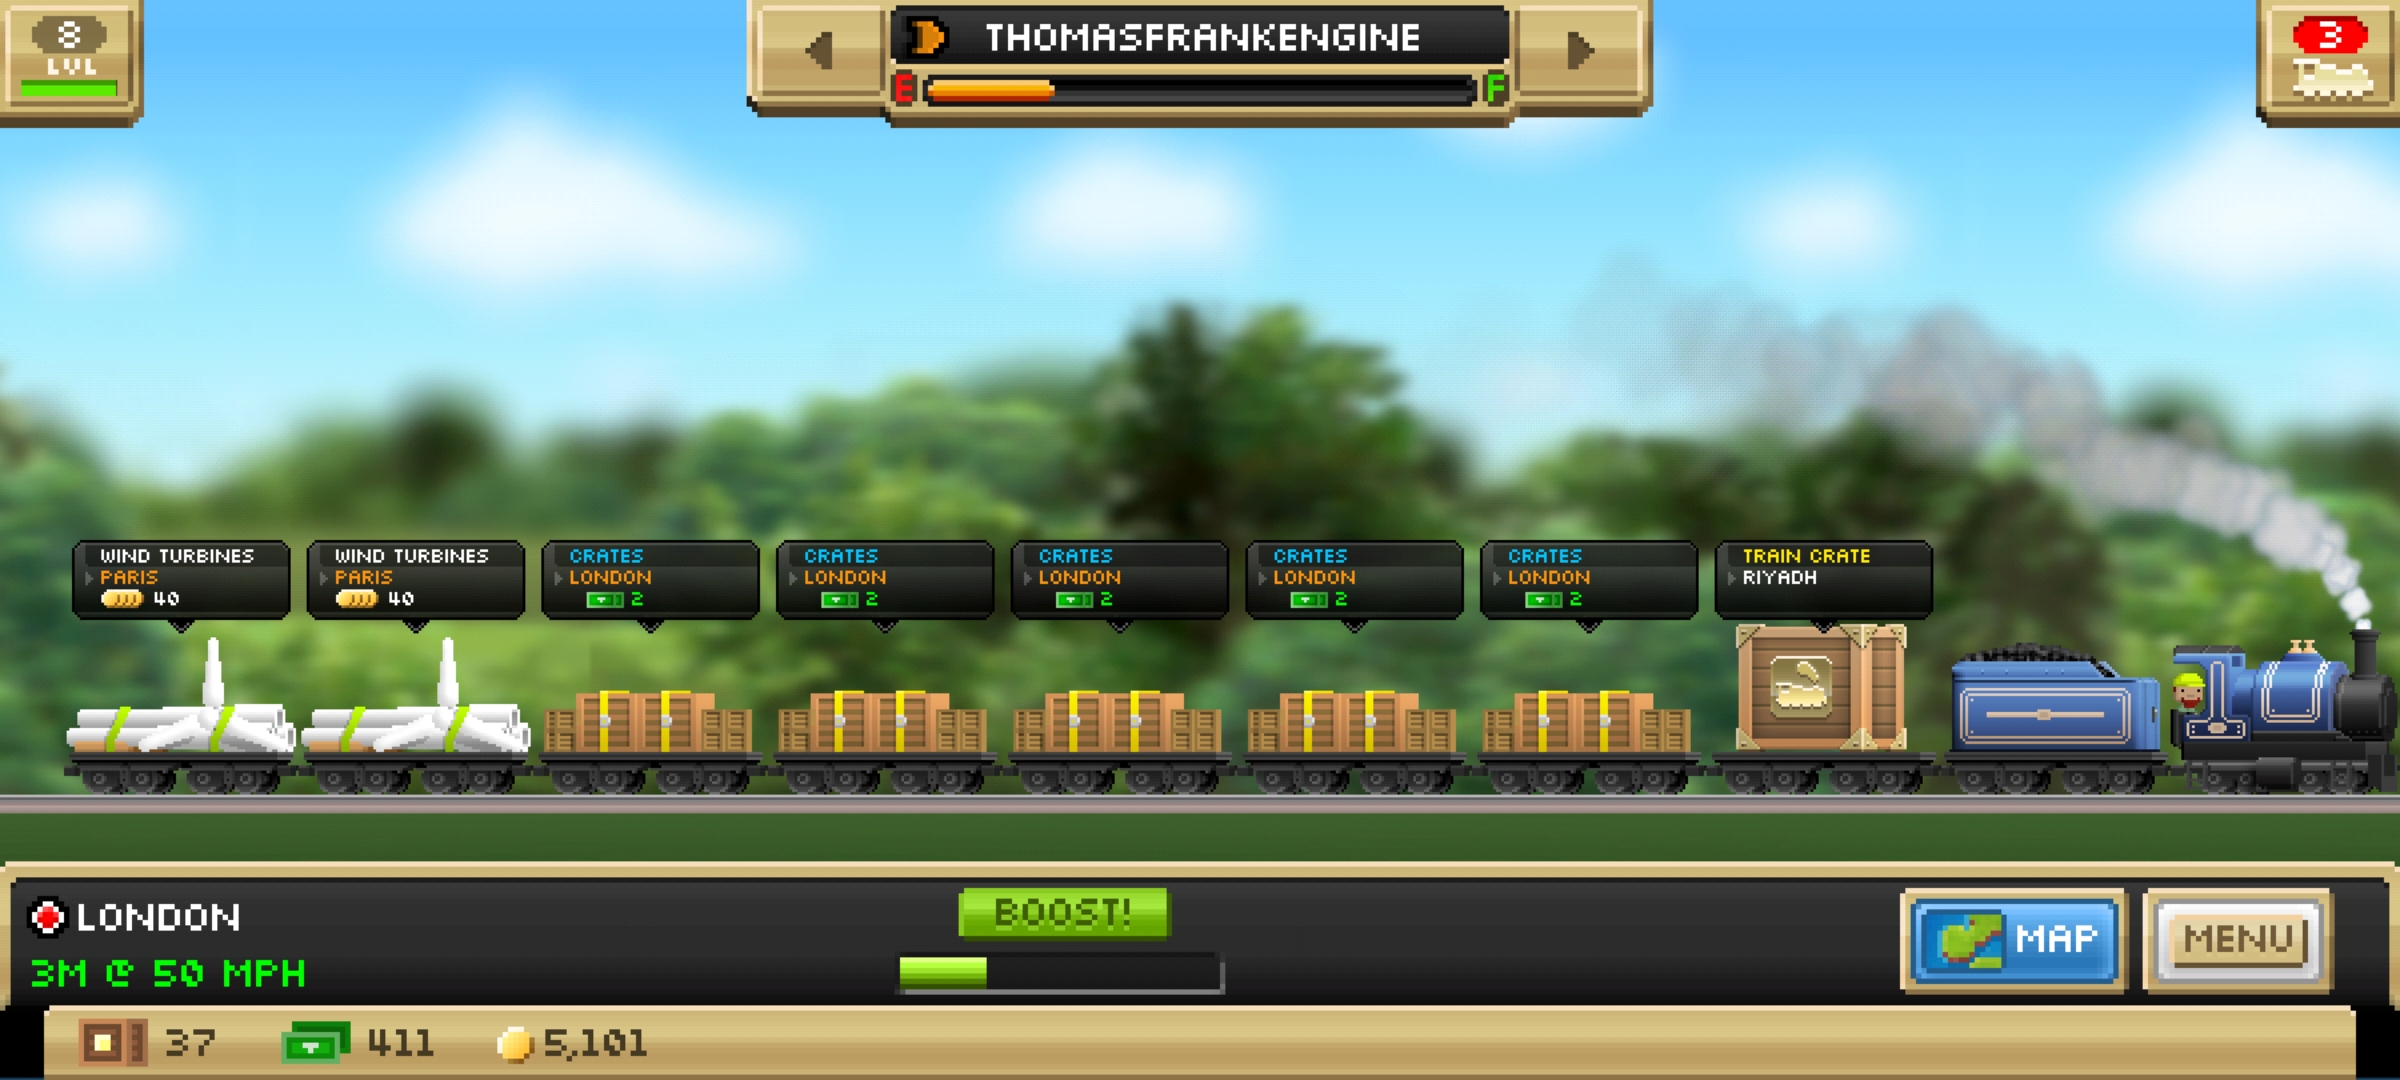 8
LVL
THOMASFRANKENGINE
E F
3
WIND TURBINES
PARIS
40
WIND TURBINES
PARIS
40
CRATES
LONDON
2
CRATES
LONDON
2
CRATES
LONDON
2
CRATES
LONDON
2
CRATES
LONDON
2
TRAIN CRATE
RIYADH
LONDON
3M @ 50 MPH
BOOST!
MAP
MENU
37 411 5,101